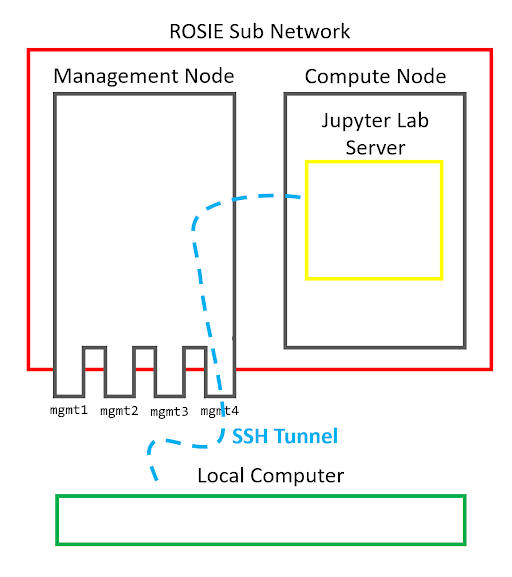 ROSIE Sub Network
Management Node
Compute Node
Jupyter Lab
Server
mgmt1 mgmt2 mgmt3 mgmt4
SSH Tunnel
Local Computer